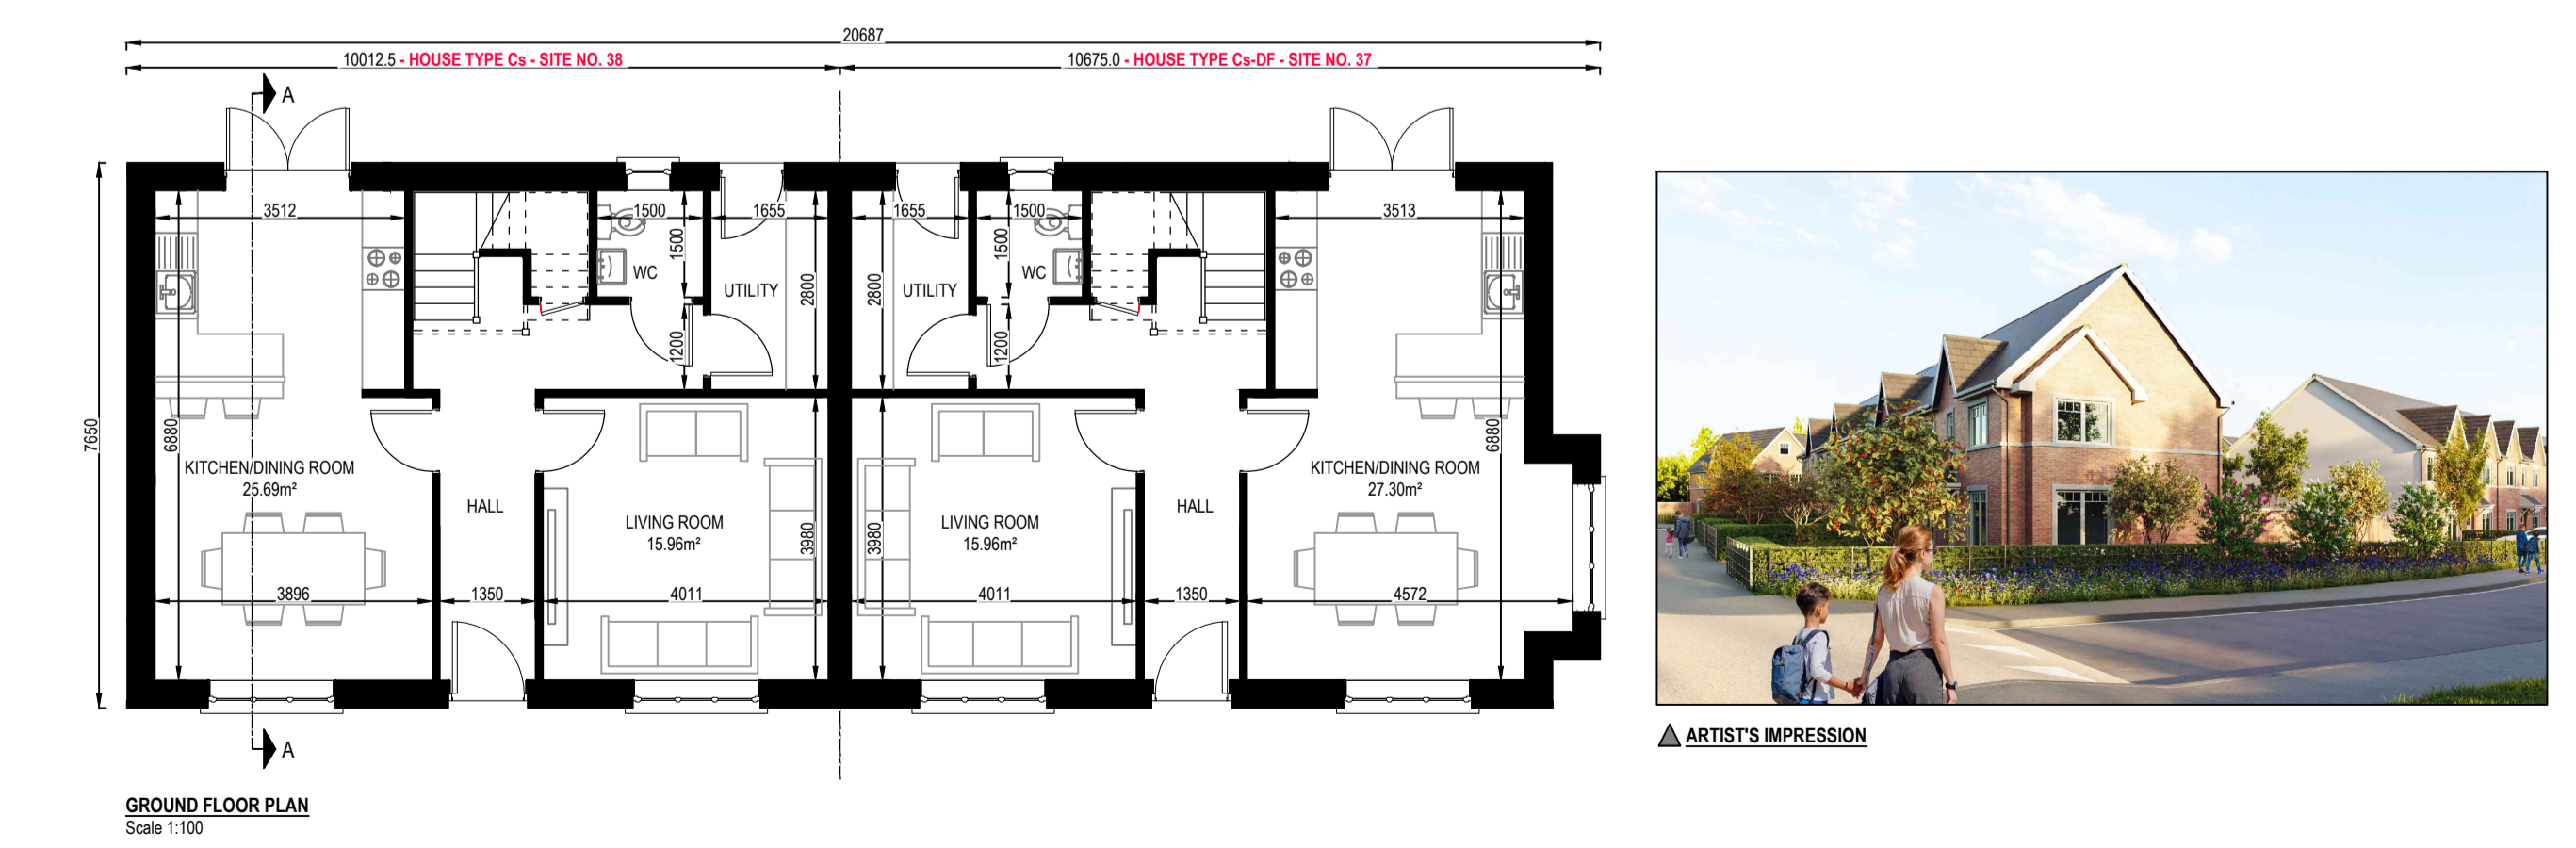 20687
10012.5 - HOUSE TYPE Cs - SITE NO. 38
10675.0 - HOUSE TYPE Cs-DF - SITE NO. 37
A
3512
1500
1655
1655
1500
3513
1500
1500
WC
WC
UTILITY
2800
2800
UTILITY
1200
1200
7650
6880
6880
KITCHEN/DINING ROOM
25.69m²
KITCHEN/DINING ROOM
27.30m²
HALL
HALL
LIVING ROOM
15.96m²
LIVING ROOM
15.96m²
3980
3980
3896
1350
4011
4011
1350
4572
A
ARTIST'S IMPRESSION
GROUND FLOOR PLAN
Scale 1:100